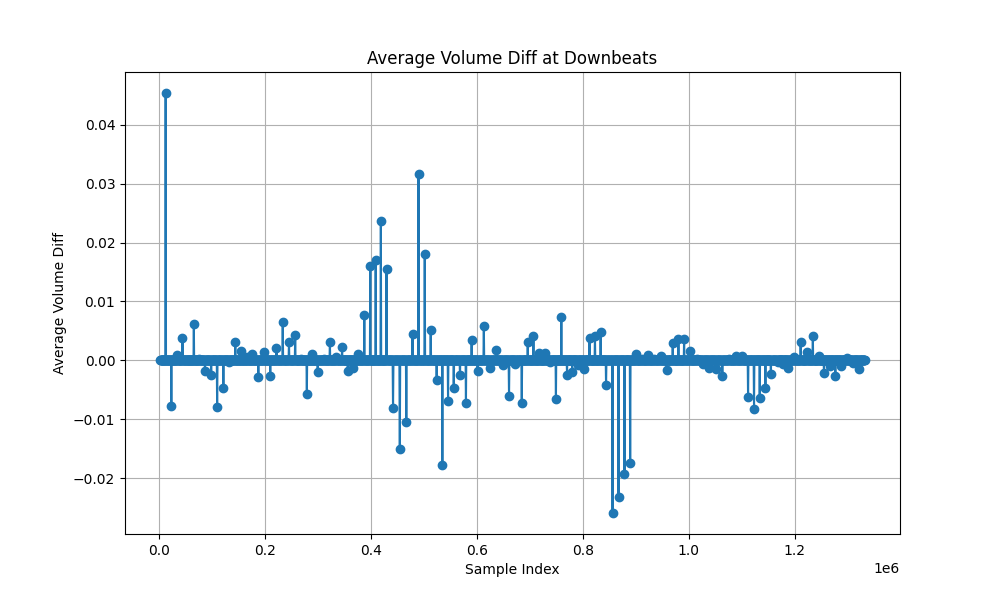 Average Volume Diff at Downbeats
Average Volume Diff
0.04
0.03
0.02
0.01
0.00
−0.01
−0.02
0.0 0.2 0.4 0.6 0.8 1.0 1.2
1e6
Sample Index